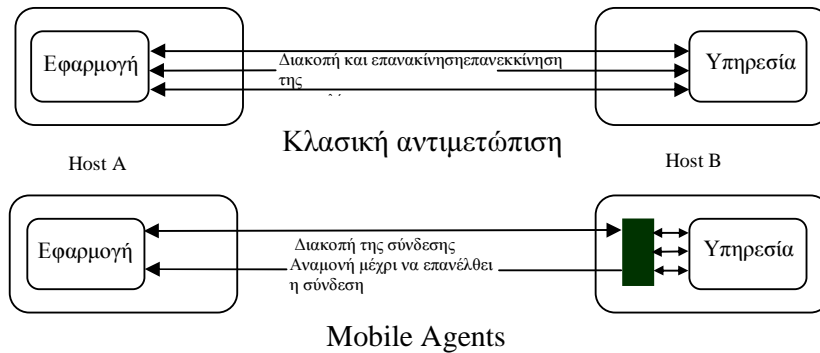 Εφαρμογή
Διακοπή και επανακίνησηεπανεκκίνηση
της
Υπηρεσία
Κλασική αντιμετώπιση
Host A
Host B
Εφαρμογή
Διακοπή της σύνδεσης
Αναμονή μέχρι να επανέλθει
η σύνδεση
Υπηρεσία
Mobile Agents